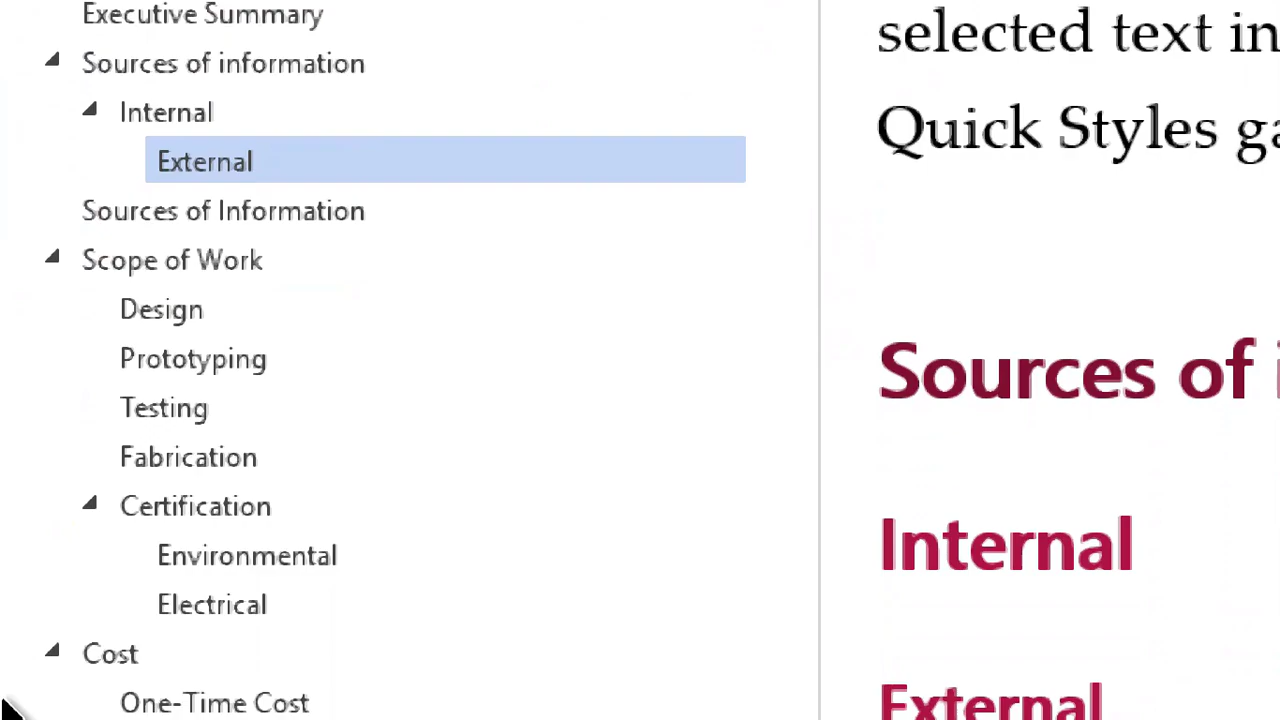 Executive Summary
Sources of information
Internal
External
Sources of Information
Scope of Work
Design
Prototyping
Testing
Fabrication
Certification
Environmental
Electrical
Cost
One-Time Cost
selected text in
Quick Styles ga
Sources of i
Internal
External